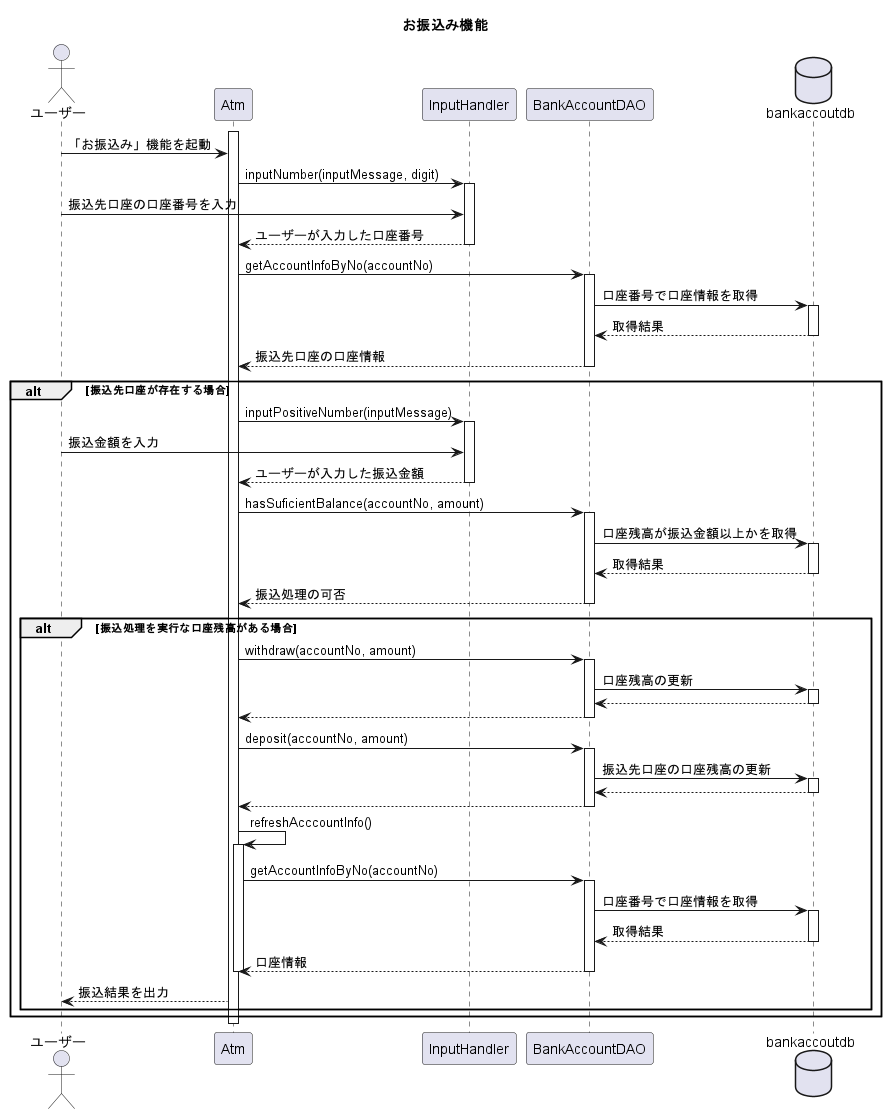 お振込み機能
ユーザー
Atm
InputHandler
BankAccountDAO
bankaccoutdb
「お振込み」機能を起動
inputNumber(inputMessage, digit)
振込先口座の口座番号を入力
ユーザーが入力した口座番号
getAccountInfoByNo(accountNo)
口座番号で口座情報を取得
取得結果
振込先口座の口座情報
alt [振込先口座が存在する場合]
inputPositiveNumber(inputMessage)
振込金額を入力
ユーザーが入力した振込金額
hasSuficientBalance(accountNo, amount)
口座残高が振込金額以上かを取得
取得結果
振込処理の可否
alt [振込処理を実行な口座残高がある場合]
withdraw(accountNo, amount)
口座残高の更新
deposit(accountNo, amount)
振込先口座の口座残高の更新
refreshAcccountInfo()
getAccountInfoByNo(accountNo)
口座番号で口座情報を取得
取得結果
口座情報
振込結果を出力
ユーザー
Atm
InputHandler
BankAccountDAO
bankaccoutdb